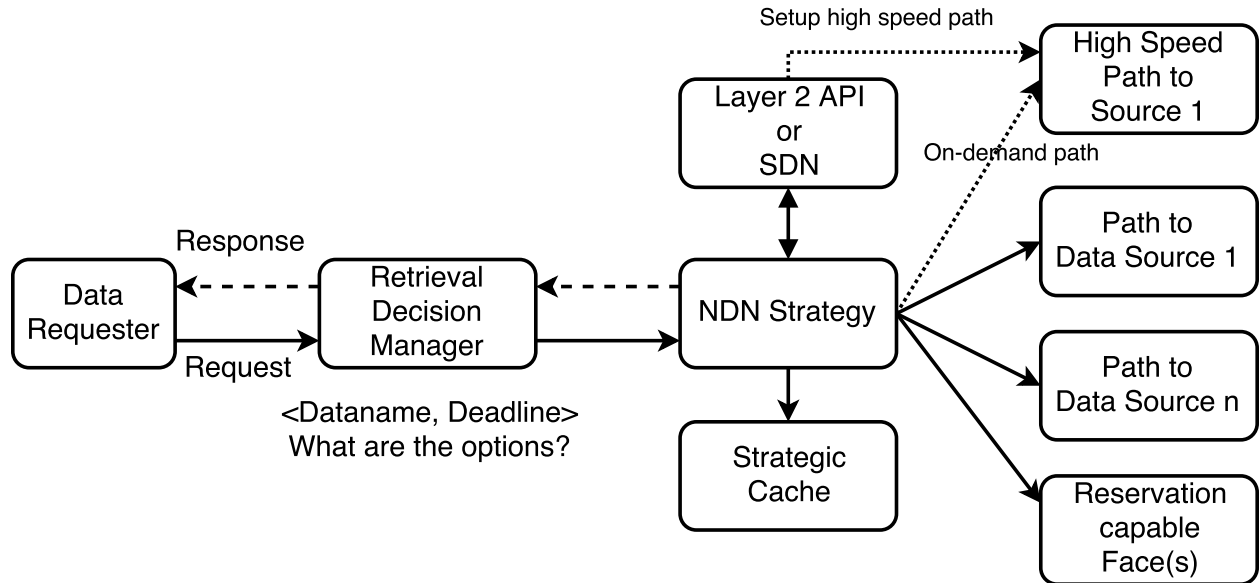 Setup high speed path
High Speed
Path to
Source 1
Layer 2 API
or
SDN
On-demand path
Path to
Data Source 1
Response
Data
Requester
Retrieval
Decision
Manager
NDN Strategy
Request
Path to
Data Source n
<Dataname, Deadline>
What are the options?
Strategic
Cache
Reservation
capable
Face(s)